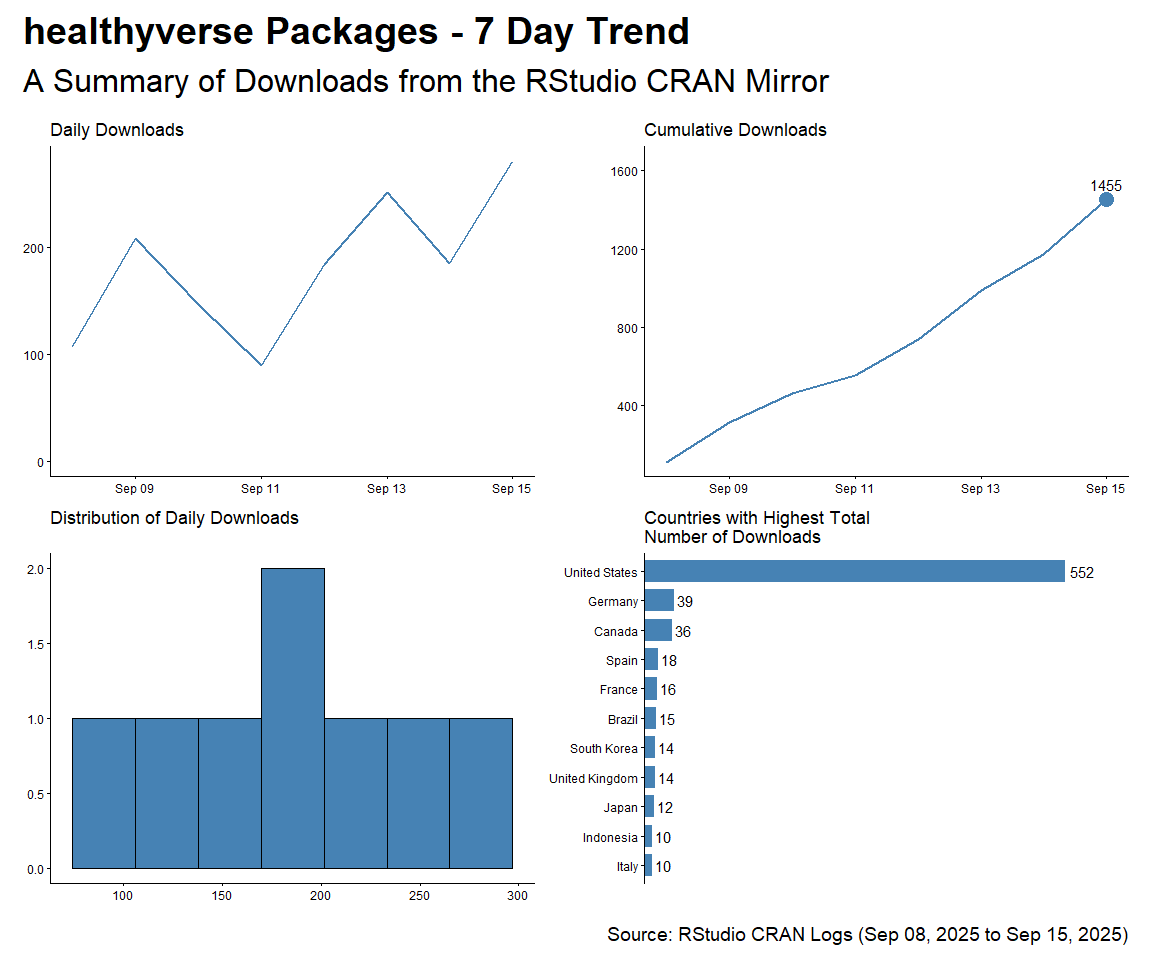 healthyverse Packages - 7 Day Trend
A Summary of Downloads from the RStudio CRAN Mirror
Daily Downloads
200
100
0
Sep 09
Sep 11
Sep 13
Sep 15
Cumulative Downloads
1600
1200
800
400
1455
Sep 09
Sep 11
Sep 13
Sep 15
Distribution of Daily Downloads
2.0
1.5
1.0
0.5
0.0
100
150
200
250
300
Countries with Highest Total
Number of Downloads
United States 552
Germany 39
Canada 36
Spain 18
France 16
Brazil 15
South Korea 14
United Kingdom 14
Japan 12
Indonesia 10
Italy 10
Source: RStudio CRAN Logs (Sep 08, 2025 to Sep 15, 2025)